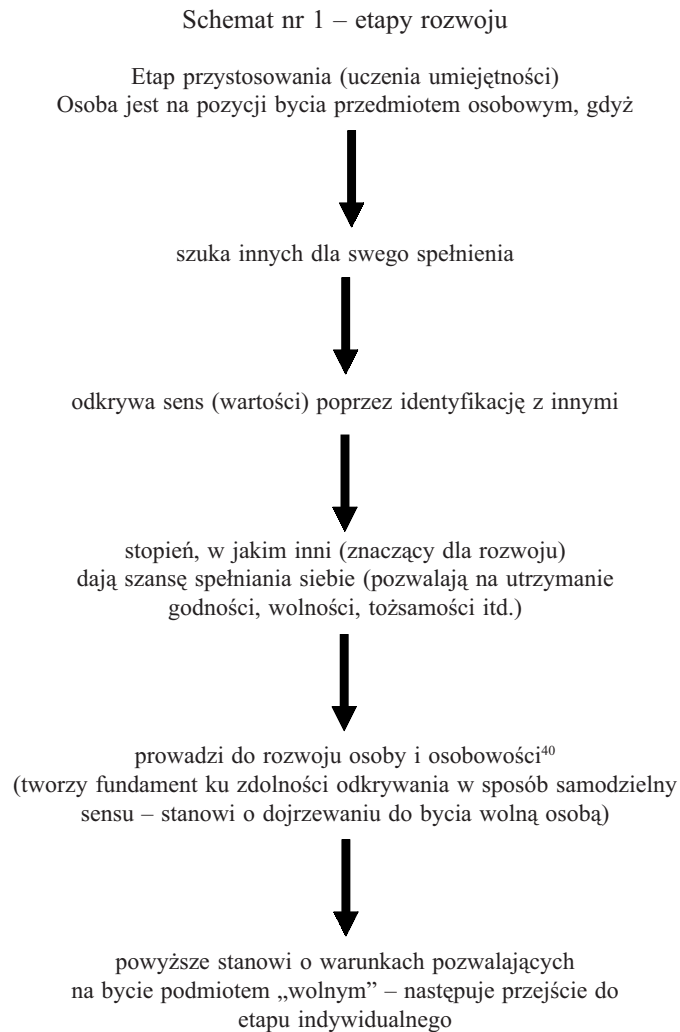 Schemat nr 1 – etapy rozwoju
Etap przystosowania (uczenia umiejętności)
Osoba jest na pozycji bycia przedmiotem osobowym, gdyż
szuka innych dla swego spełnienia
odkrywa sens (wartości) poprzez identyfikację z innymi
stopień, w jakim inni (znaczący dla rozwoju)
dają szansę spełniania siebie (pozwalają na utrzymanie
godności, wolności, tożsamości itd.)
prowadzi do rozwoju osoby i osobowości⁴⁰
(tworzy fundament ku zdolności odkrywania w sposób samodzielny
sensu – stanowi o dojrzewaniu do bycia wolną osobą)
powyższe stanowi o warunkach pozwalających
na bycie podmiotem „wolnym” – następuje przejście do
etapu indywidualnego